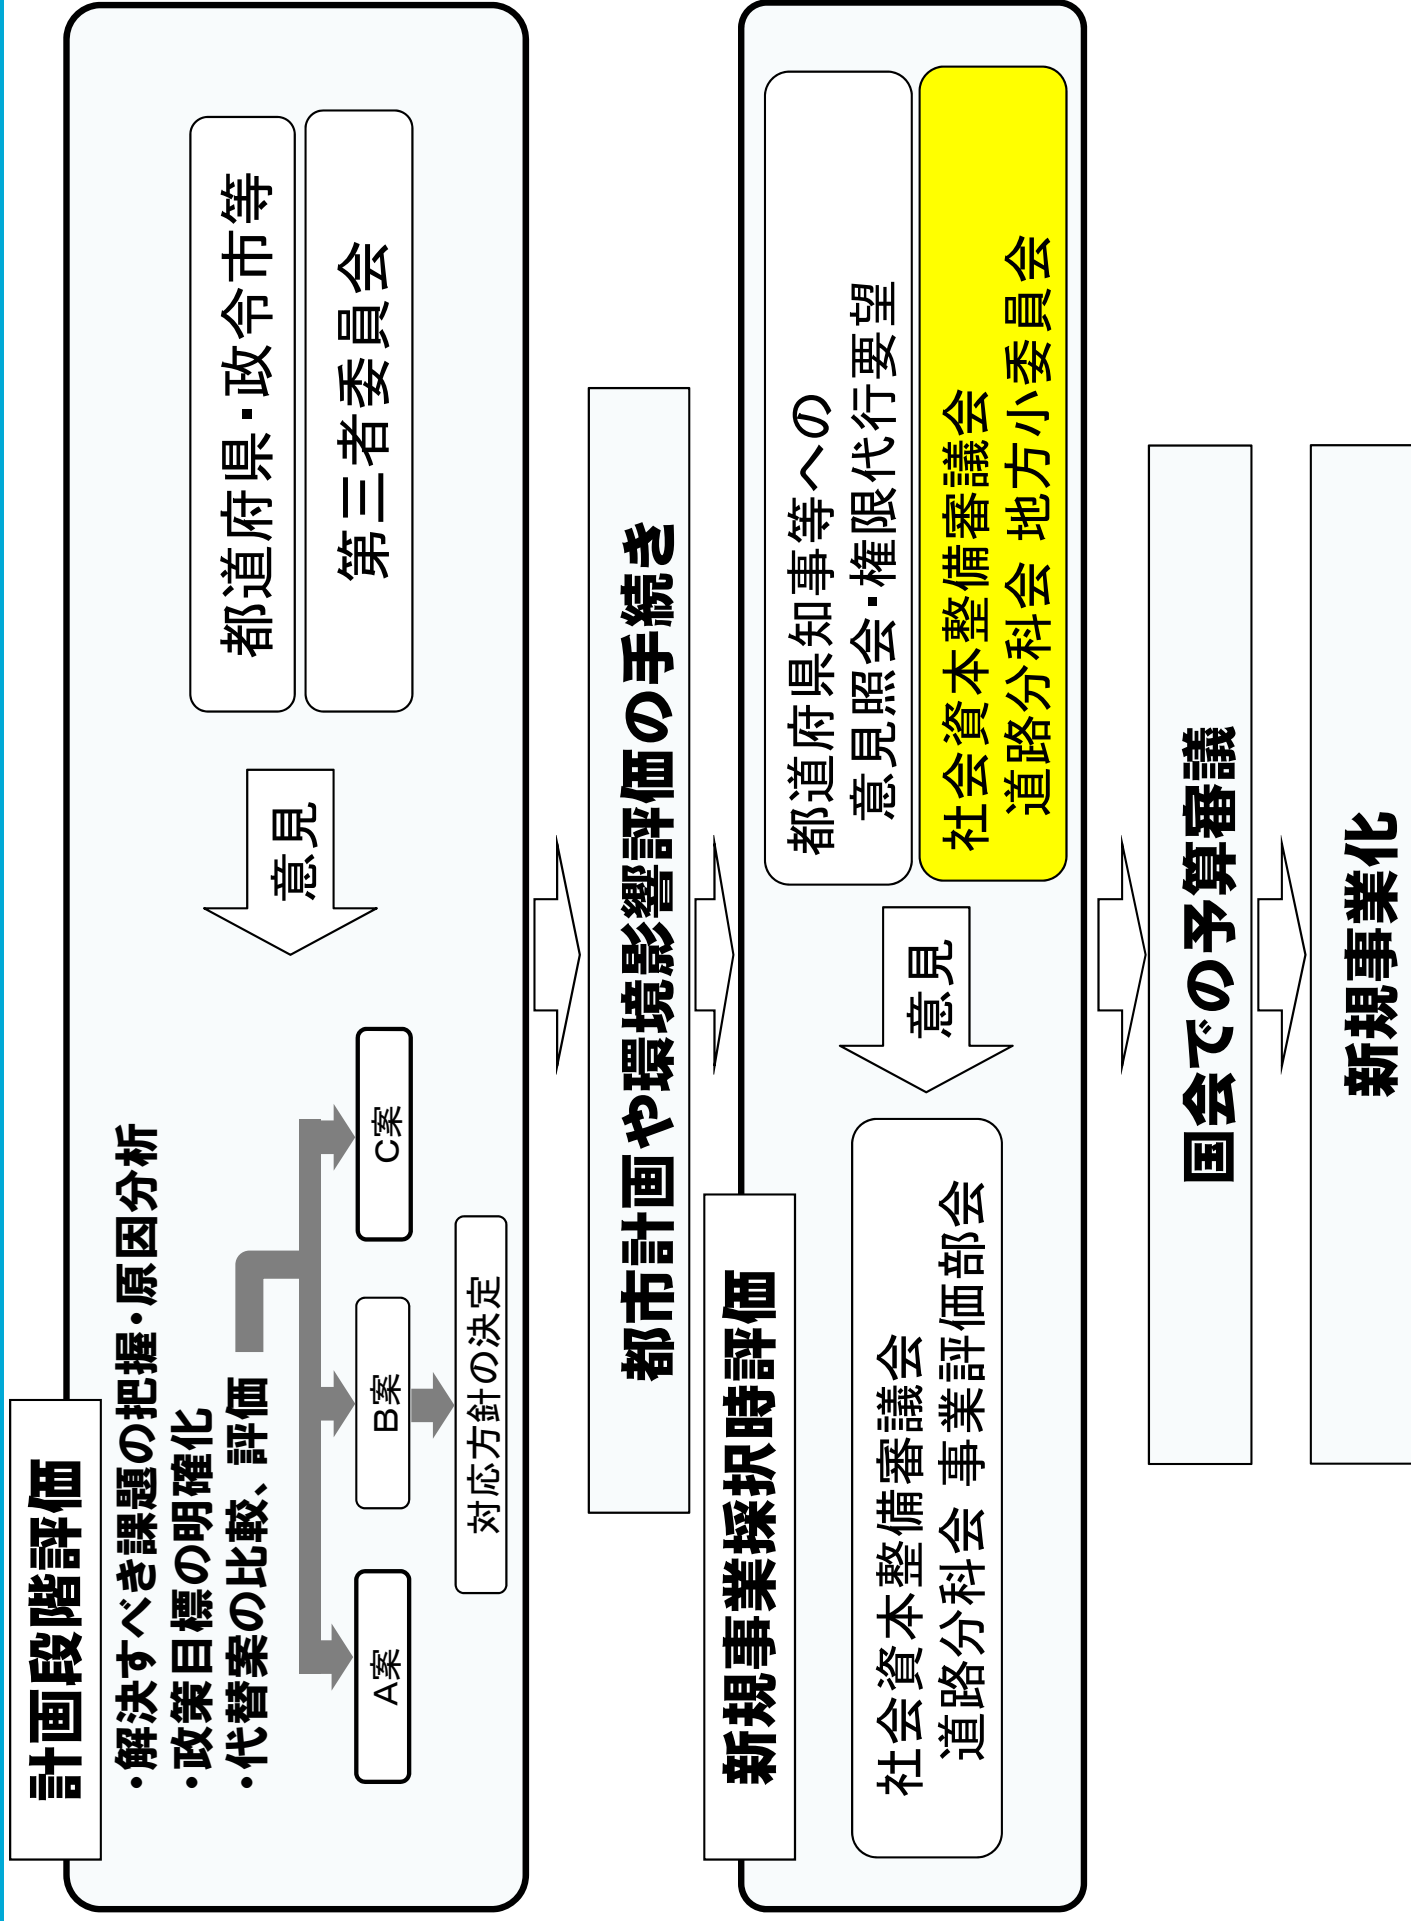 計画段階評価
・解決すべき課題の把握・原因分析
・政策目標の明確化
・代替案の比較、評価
A案
B案
C案
対応方針の決定
意見
都道府県・政令市等
第三者委員会
都市計画や環境影響評価の手続き
新規事業採択時評価
社会資本整備審議会
道路分科会 事業評価部会
意見
都道府県知事等への
意見照会・権限代行要望
社会資本整備審議会
道路分科会 地方小委員会
国会での予算審議
新規事業化